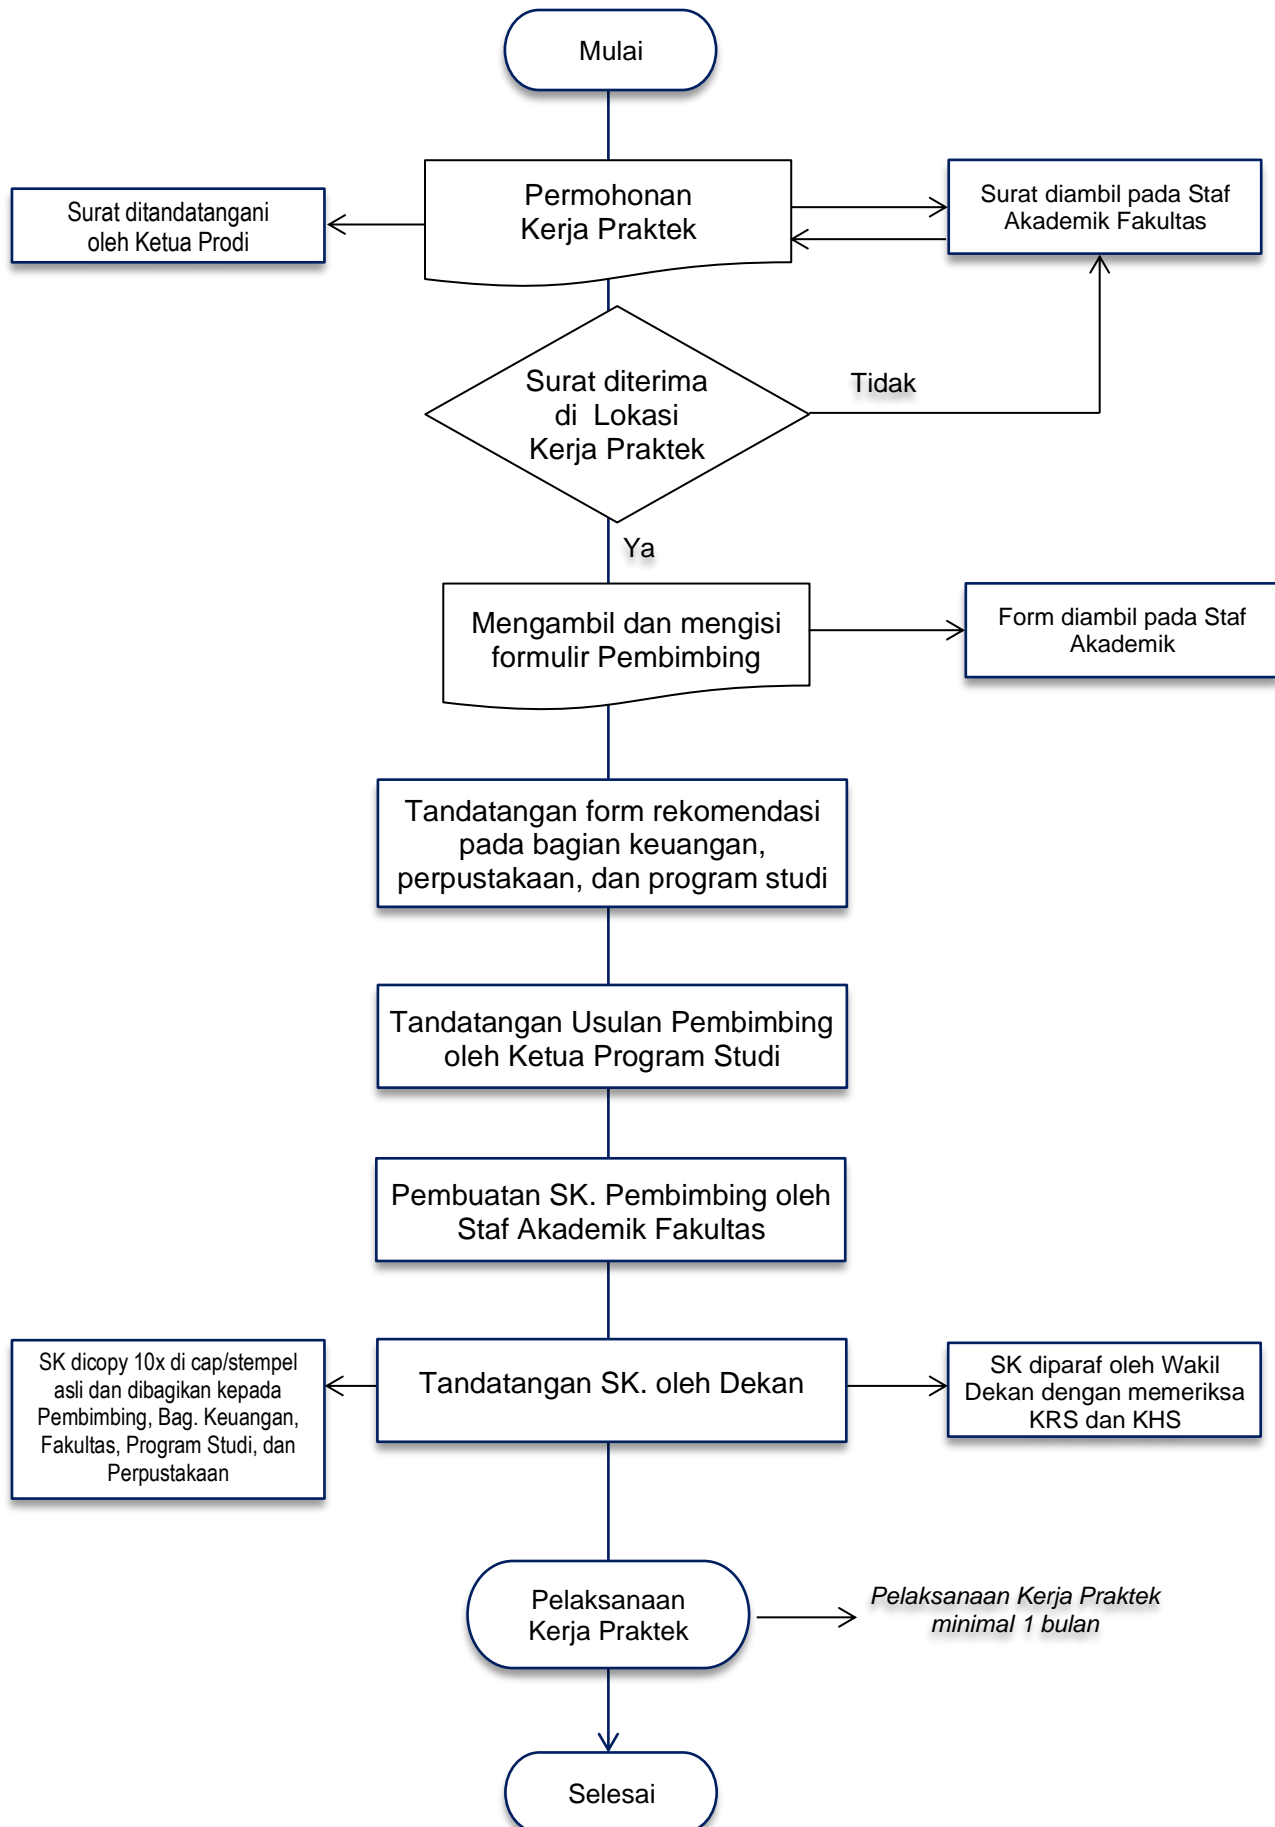 Mulai
Permohonan
Kerja Praktek
Surat ditandatangani
oleh Ketua Prodi
Surat diambil pada Staf
Akademik Fakultas
Surat diterima
di Lokasi
Kerja Praktek
Tidak
Ya
Mengambil dan mengisi
formulir Pembimbing
Form diambil pada Staf
Akademik
Tandatangan form rekomendasi
pada bagian keuangan,
perpustakaan, dan program studi
Tandatangan Usulan Pembimbing
oleh Ketua Program Studi
Pembuatan SK. Pembimbing oleh
Staf Akademik Fakultas
SK dicopy 10x di cap/stempel
asli dan dibagikan kepada
Pembimbing, Bag. Keuangan,
Fakultas, Program Studi, dan
Perpustakaan
Tandatangan SK. oleh Dekan
SK diparaf oleh Wakil
Dekan dengan memeriksa
KRS dan KHS
Pelaksanaan
Kerja Praktek
Pelaksanaan Kerja Praktek
minimal 1 bulan
Selesai